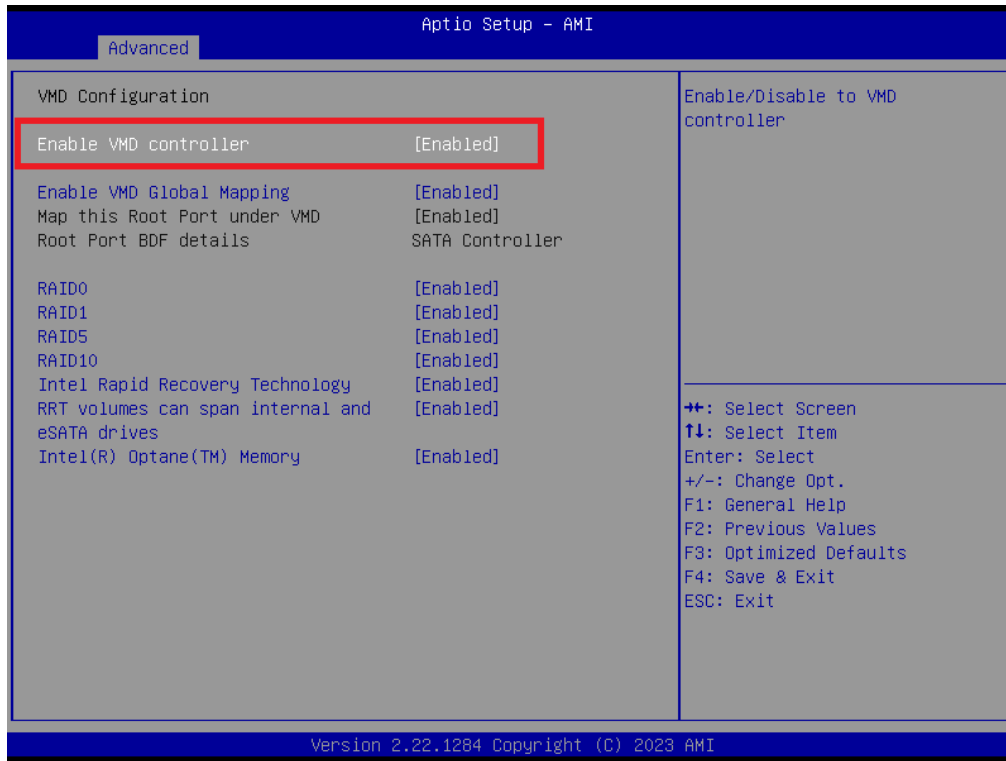 Aptio Setup – AMI
Advanced
VMD Configuration
Enable VMD controller [Enabled]
Enable VMD Global Mapping [Enabled]
Map this Root Port under VMD [Enabled]
Root Port BDF details SATA Controller
RAID0 [Enabled]
RAID1 [Enabled]
RAID5 [Enabled]
RAID10 [Enabled]
Intel Rapid Recovery Technology [Enabled]
RRT volumes can span internal and [Enabled]
eSATA drives
Intel(R) Optane(TM) Memory [Enabled]
Enable/Disable to VMD
controller
→←: Select Screen
↑↓: Select Item
Enter: Select
+/-: Change Opt.
F1: General Help
F2: Previous Values
F3: Optimized Defaults
F4: Save & Exit
ESC: Exit
Version 2.22.1284 Copyright (C) 2023 AMI